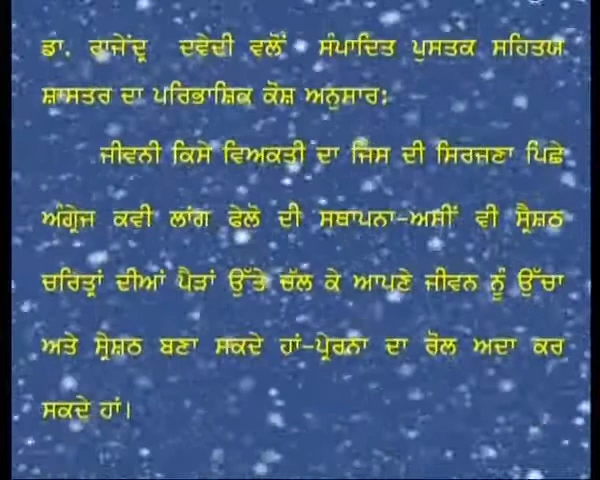 ਡਾ. ਰਾਜੇਂਦ੍ਰ ਦਵੇਦੀ ਵਲੋਂ ਸੰਪਾਦਿਤ ਪੁਸਤਕ ਸਹਿਤਯ
ਸ਼ਾਸਤਰ ਦਾ ਪਰਿਭਾਸ਼ਿਕ ਕੋਸ਼ ਅਨੁਸਾਰ:
ਜੀਵਨੀ ਕਿਸੇ ਵਿਅਕਤੀ ਦਾ ਜਿਸ ਦੀ ਸਿਰਜਣਾ ਪਿਛੇ
ਅੰਗ੍ਰੇਜ ਕਵੀ ਲਾਂਗ ਫੇਲੋ ਦੀ ਸਥਾਪਨਾ-ਅਸੀਂ ਵੀ ਸ੍ਰੈਸ਼ਠ
ਚਰਿਤ੍ਰਾਂ ਦੀਆਂ ਪੈੜਾਂ ਉੱਤੇ ਚੱਲ ਕੇ ਆਪਣੇ ਜੀਵਨ ਨੂੰ ਉੱਚਾ
ਅਤੇ ਸ੍ਰੇਸ਼ਠ ਬਣਾ ਸਕਦੇ ਹਾਂ-ਪ੍ਰੇਰਨਾ ਦਾ ਰੋਲ ਅਦਾ ਕਰ
ਸਕਦੇ ਹਾਂ।